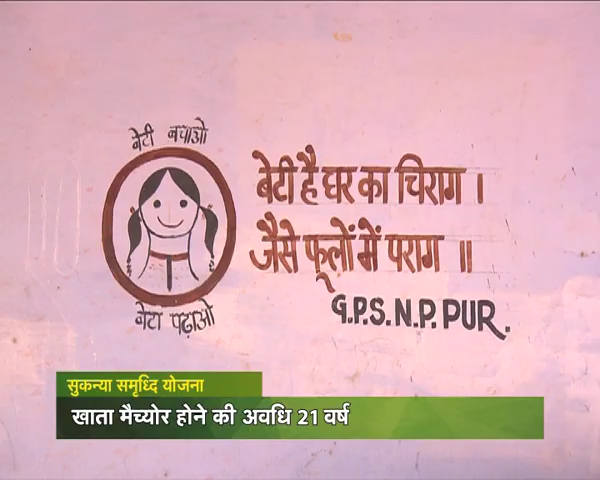 बेटी बचाओ
बेटी है घर का चिराग ।
जैसे फूलों में पराग ॥
बेटा पढ़ाओ
G.P.S.N.P. PUR.
सुकन्या समृध्दि योजना
खाता मैच्योर होने की अवधि 21 वर्ष